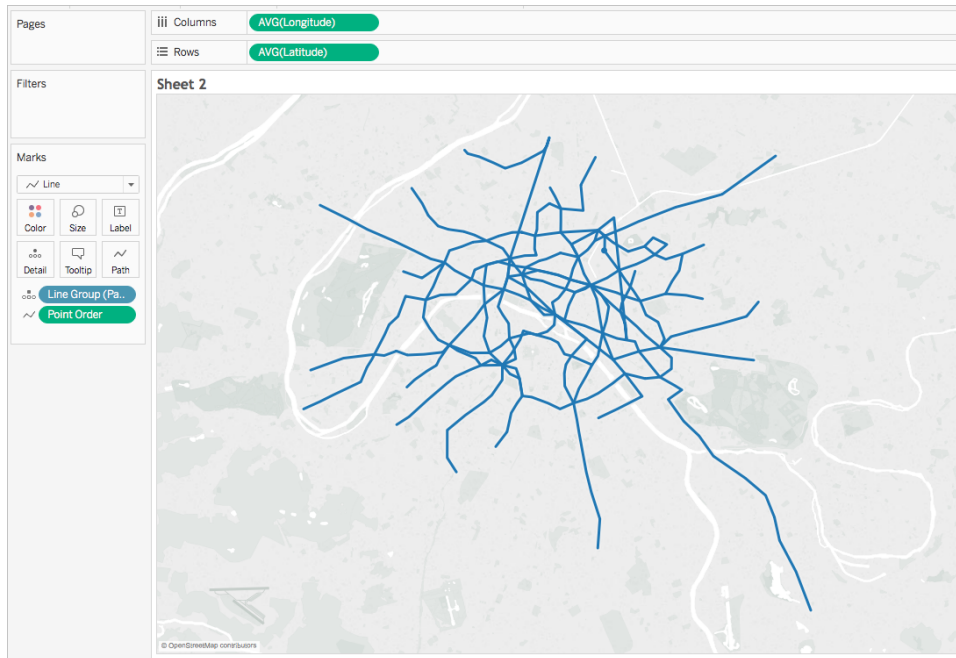 Pages
iii Columns AVG(Longitude)
Rows AVG(Latitude)
Filters
Sheet 2
Marks
Line
Color Size Label
T
Detail Tooltip Path
Line Group (Pa..
Point Order
© OpenStreetMap contributors